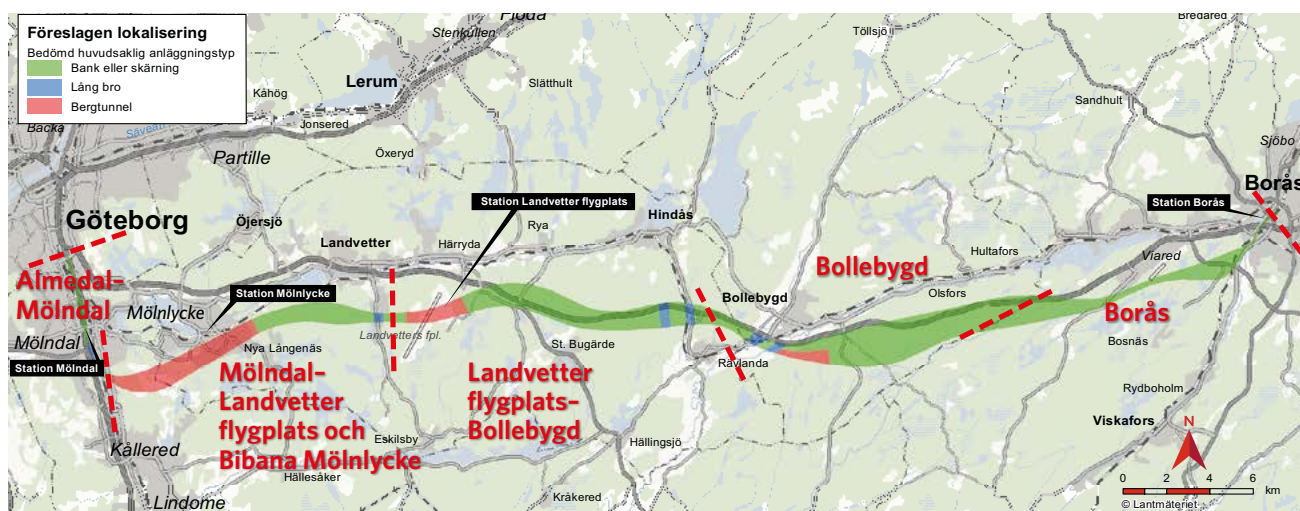 Föreslagen lokalisering
Bedömd huvudsaklig anläggningstyp
Bank eller skärning
Lång bro
Bergtunnel
Floda
Stenkullen
Töllsjö
Bredared
Lerum
Slätthult
Kåhög
Jonsered
Sandhult
Backa
Säveån
Partille
Öxeryd
Sjöbo
Borås
Station Landvetter flygplats
Station Borås
Göteborg
Öjersjö
Hindås
Rya
Landvetter
Härryda
Hultafors
Viared
Almedal-
Mölndal
Bollebygd
Station Mölnlycke
Bollebygd
Olsfors
Borås
Mölnlycke
Landvetters fpl.
Mölndal
Nya Långenäs
St. Bugärde
Bosnäs
Station Mölndal
Rävlanda
Mölndal–
Landvetter
flygplats och
Bibana Mölnlycke
Landvetter
flygplats–
Bollebygd
Rydboholm
Viskafors
Kållered
Eskilsby
Hällingsjö
Hällesåker
Lindome
Kråkered
N
0 2 4 6
km
© Lantmäteriet